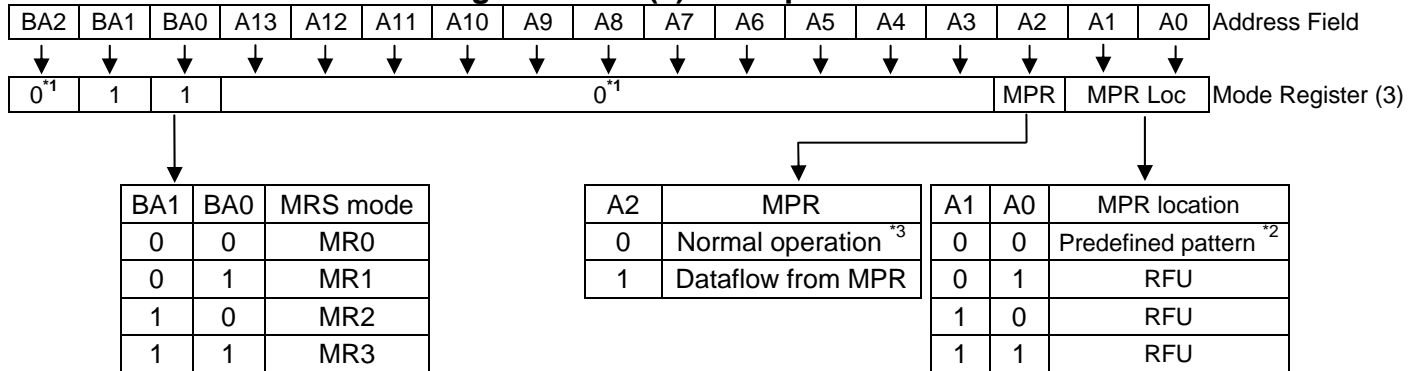 BA2 BA1 BA0 A13 A12 A11 A10 A9 A8 A7 A6 A5 A4 A3 A2 A1 A0 Address Field
0*1 1 1 0*1 MPR MPR Loc Mode Register (3)
BA1 BA0 MRS mode
0 0 MR0
0 1 MR1
1 0 MR2
1 1 MR3
A2 MPR
0 Normal operation *3
1 Dataflow from MPR
A1 A0 MPR location
0 0 Predefined pattern *2
0 1 RFU
1 0 RFU
1 1 RFU